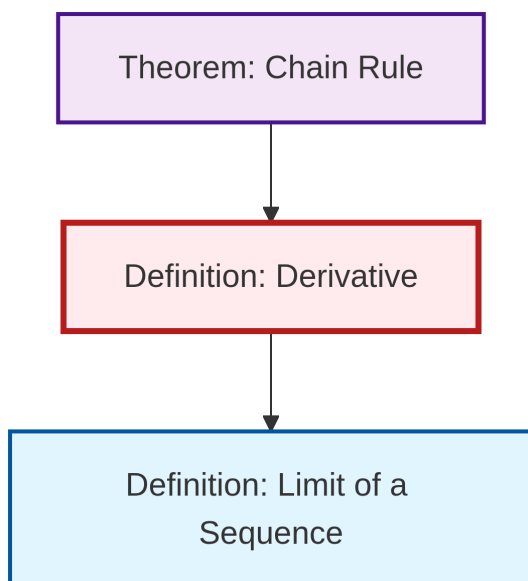 Theorem: Chain Rule
Definition: Derivative
Definition: Limit of a
Sequence